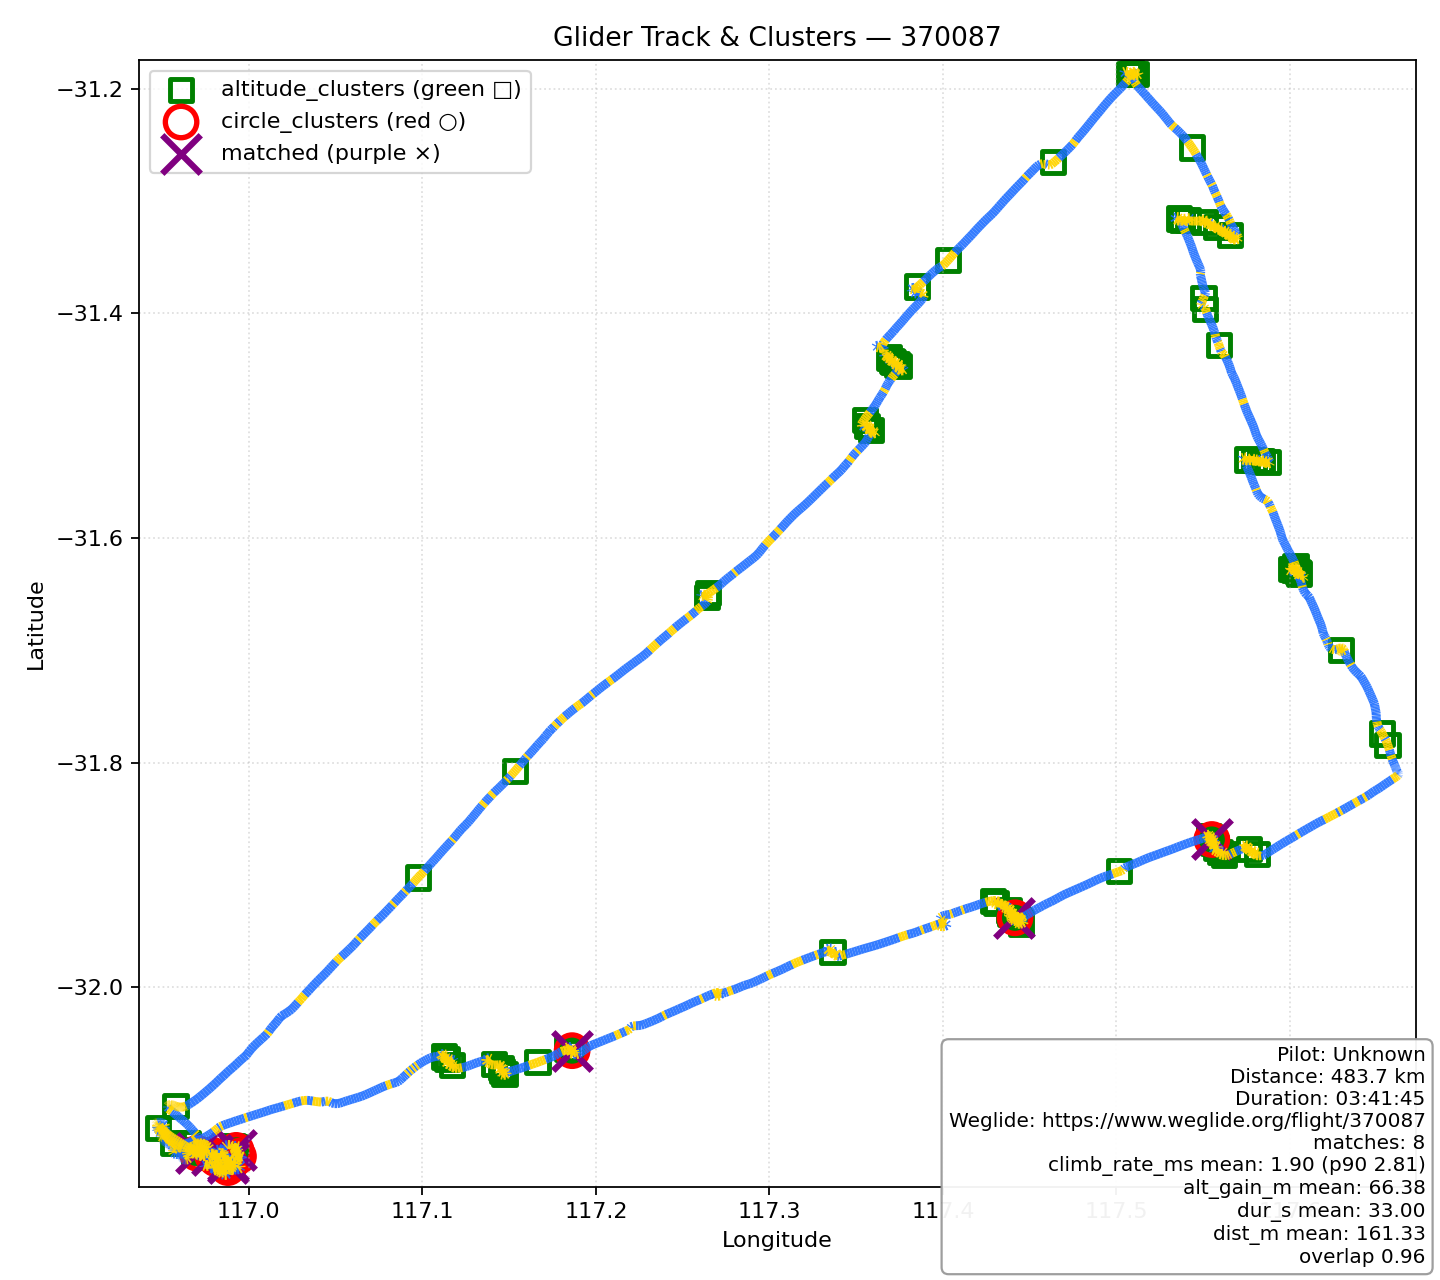 Glider Track & Clusters — 370087
altitude_clusters (green □)
circle_clusters (red ○)
matched (purple ×)
−31.2
−31.4
−31.6
−31.8
−32.0
Latitude
117.0
117.1
117.2
117.3
117.4
117.5
Longitude
Pilot: Unknown
Distance: 483.7 km
Duration: 03:41:45
Weglide: https://www.weglide.org/flight/370087
matches: 8
climb_rate_ms mean: 1.90 (p90 2.81)
alt_gain_m mean: 66.38
dur_s mean: 33.00
dist_m mean: 161.33
overlap 0.96